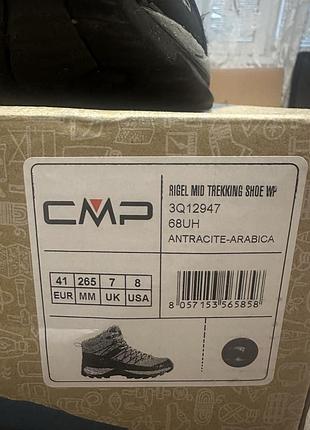 CMP
RIGEL MID TREKKING SHOE WP
3Q12947
68UH
ANTRACITE-ARABICA
41 265 7 8
EUR MM UK USA
8 057153 565858